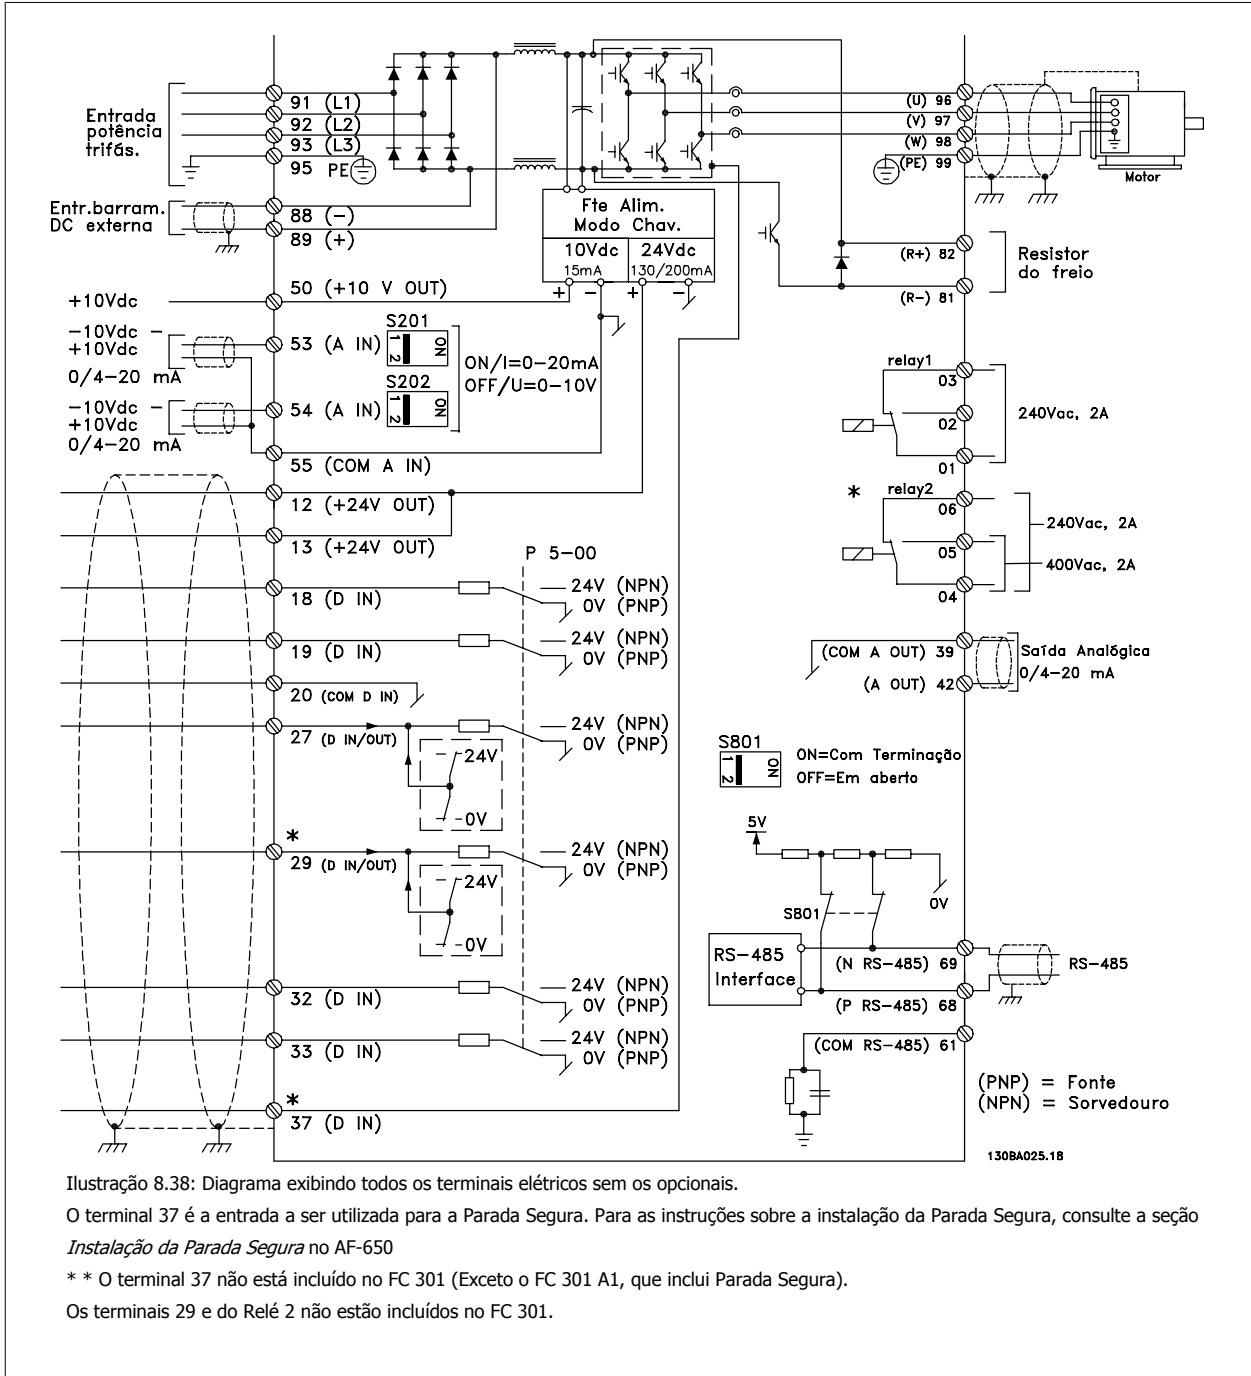 Entrada
potência
trifás.
91 (L1)
92 (L2)
93 (L3)
95 PE
Entr.barram.
DC externa
88 (−)
89 (+)
Fte Alim.
Modo Chav.
10Vdc
15mA
24Vdc
130/200mA
+ − + −
(U) 96
(V) 97
(W) 98
(PE) 99
Motor
(R+) 82
(R−) 81
Resistor
do freio
+10Vdc
50 (+10 V OUT)
−10Vdc −
+10Vdc
0/4−20 mA
53 (A IN)
S201
1 2
ON
−10Vdc −
+10Vdc
0/4−20 mA
54 (A IN)
S202
1 2
ON
ON/I=0−20mA
OFF/U=0−10V
55 (COM A IN)
12 (+24V OUT)
13 (+24V OUT)
P 5-00
18 (D IN)
24V (NPN)
0V (PNP)
19 (D IN)
24V (NPN)
0V (PNP)
20 (COM D IN)
27 (D IN/OUT)
24V (NPN)
0V (PNP)
24V
0V
*
29 (D IN/OUT)
24V (NPN)
0V (PNP)
24V
0V
32 (D IN)
24V (NPN)
0V (PNP)
33 (D IN)
24V (NPN)
0V (PNP)
*
37 (D IN)
relay1
03
02
01
240Vac, 2A
*
relay2
06
05
04
240Vac, 2A
400Vac, 2A
(COM A OUT) 39
(A OUT) 42
Saída Analógica
0/4−20 mA
S801
1 2
ON
ON=Com Terminação
OFF=Em aberto
5V
S801
0V
RS-485
Interface
(N RS-485) 69
(P RS-485) 68
(COM RS-485) 61
RS-485
(PNP) = Fonte
(NPN) = Sorvedouro
130BA025.18
Ilustração 8.38: Diagrama exibindo todos os terminais elétricos sem os opcionais.
O terminal 37 é a entrada a ser utilizada para a Parada Segura. Para as instruções sobre a instalação da Parada Segura, consulte a seção
Instalação da Parada Segura no AF-650
* * O terminal 37 não está incluído no FC 301 (Exceto o FC 301 A1, que inclui Parada Segura).
Os terminais 29 e do Relé 2 não estão incluídos no FC 301.